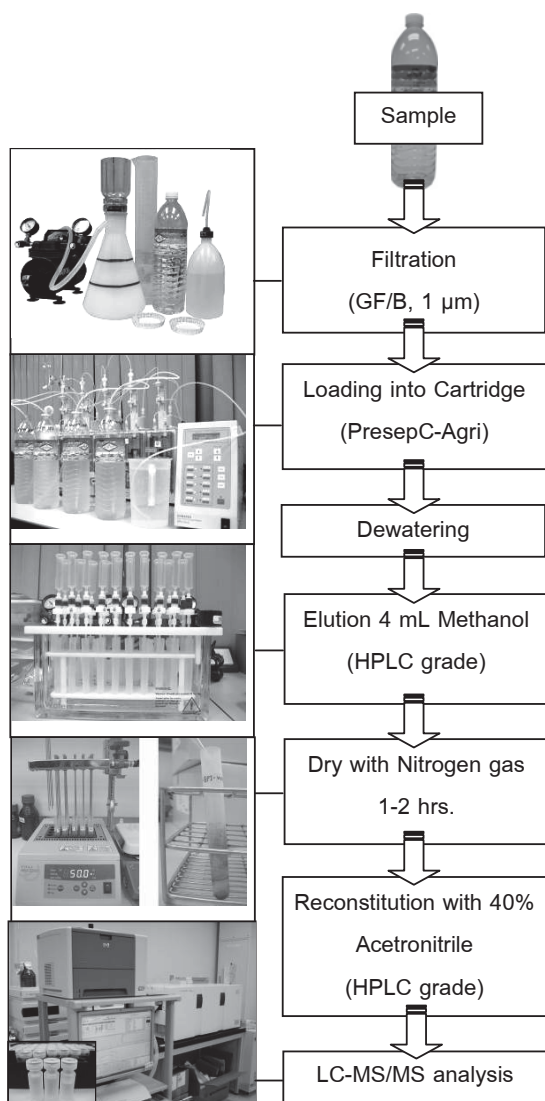 Sample
Filtration
(GF/B, 1 μm)
Loading into Cartridge
(PresepC-Agri)
Dewatering
Elution 4 mL Methanol
(HPLC grade)
Dry with Nitrogen gas
1-2 hrs.
50.0
Reconstitution with 40%
Acetronitrile
(HPLC grade)
LC-MS/MS analysis